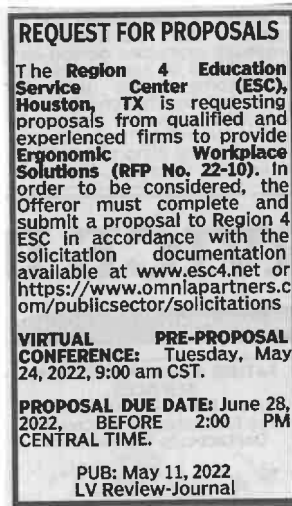 REQUEST FOR PROPOSALS
The Region 4 Education
Service Center (ESC),
Houston, TX is requesting
proposals from qualified and
experienced firms to provide
Ergonomic Workplace
Solutions (RFP No. 22-10). In
order to be considered, the
Offeror must complete and
submit a proposal to Region 4
ESC in accordance with the
solicitation documentation
available at www.esc4.net or
https://www.omniapartners.c
om/publicsector/solicitations
VIRTUAL PRE-PROPOSAL
CONFERENCE: Tuesday, May
24, 2022, 9:00 am CST.
PROPOSAL DUE DATE: June 28,
2022, BEFORE 2:00 PM
CENTRAL TIME.
PUB: May 11, 2022
LV Review-Journal